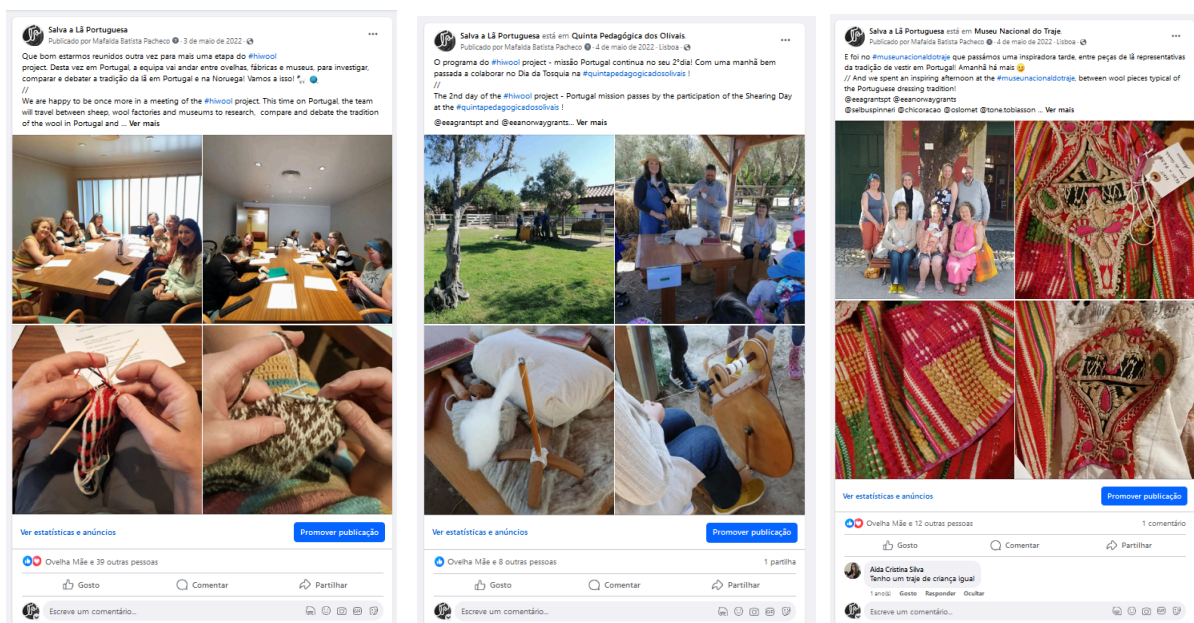 Salva a Lã Portuguesa
Publicado por Mafalda Batista Pacheco · 3 de maio de 2022 ·
Que bom estarmos reunidos outra vez para mais uma etapa do #hiwool
project. Desta vez em Portugal, a equipa vai andar entre ovelhas, fábricas e museus, para investigar,
comparar e debater a tradição da lã em Portugal e na Noruega! Vamos a isso!
//
We are happy to be once more in a meeting of the #hiwool project. This time on Portugal, the team
will travel between sheep, wool factories and museums to research, compare and debate the tradition
of the wool in Portugal and ... Ver mais
Ver estatísticas e anúncios
Promover publicação
Ovelha Mãe e 39 outras pessoas
Gosto Comentar Partilhar
Escreve um comentário...
GIF
Salva a Lã Portuguesa está em Quinta Pedagógica dos Olivais.
Publicado por Mafalda Batista Pacheco · 4 de maio de 2022 · Lisboa ·
O programa do #hiwool project - missão Portugal continua no seu 2ºdia! Com uma manhã bem
passada a colaborar no Dia da Tosquia na #quintapedagogicadosolivais !
//
The 2nd day of the #hiwool project - Portugal mission passes by the participation of the Shearing Day
at the #quintapedagogicadosolivais !
@eeagrantspt and @eeanorwaygrants... Ver mais
Ver estatísticas e anúncios
Promover publicação
Ovelha Mãe e 8 outras pessoas
1 partilha
Gosto Comentar Partilhar
Escreve um comentário...
GIF
Salva a Lã Portuguesa está em Museu Nacional do Traje.
Publicado por Mafalda Batista Pacheco · 4 de maio de 2022 · Lisboa ·
E foi no #museunacionaldotraje que passámos uma inspiradora tarde, entre peças de lã representativas
da tradição de vestir em Portugal! Amanhã há mais
// And we spent an inspiring afternoon at the #museunacionaldotraje, between wool pieces typical of
the Portuguese dressing tradition!
@eeagrantspt @eeanorwaygrants
@selbuspinneri @chicoracao @oslomet @tone.tobiasson ... Ver mais
Ver estatísticas e anúncios
Promover publicação
Ovelha Mãe e 12 outras pessoas
1 comentário
Gosto Comentar Partilhar
Aida Cristina Silva
Tenho um traje de criança igual
1 ano(s) Gosto Responder Ocultar
Escreve um comentário...
GIF